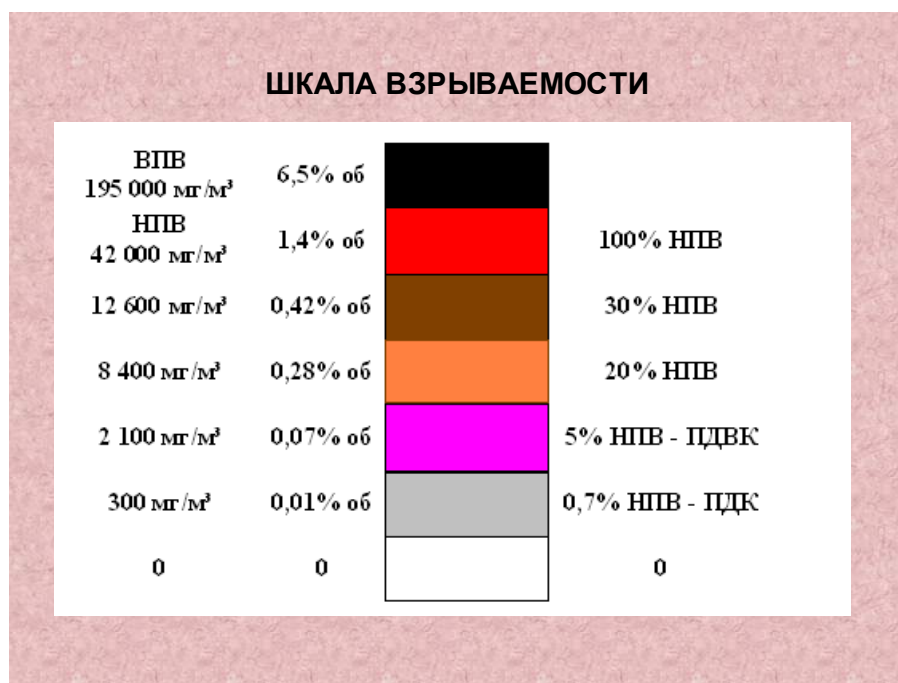 ШКАЛА ВЗРЫВАЕМОСТИ
ВПВ
195 000 мг/м³ 6,5% об
НПВ
42 000 мг/м³ 1,4% об 100% НПВ
12 600 мг/м³ 0,42% об 30% НПВ
8 400 мг/м³ 0,28% об 20% НПВ
2 100 мг/м³ 0,07% об 5% НПВ - ПДВК
300 мг/м³ 0,01% об 0,7% НПВ - ПДК
0 0 0